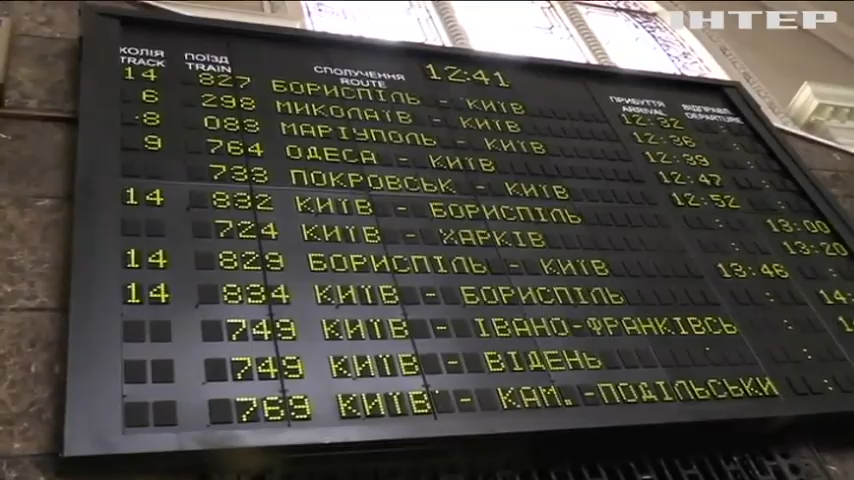 ІНТЕР
КОЛІЯ ПОЇЗД СПОЛУЧЕННЯ 12:41 ПРИБУТТЯ ВІДПРАВЛ.
TRACK TRAIN ROUTE ARRIVAL DEPARTURE
14 827 БОРИСПІЛЬ - КИЇВ 12:32
6 298 МИКОЛАЇВ - КИЇВ 12:36
8 083 МАРІУПОЛЬ - КИЇВ 12:39
9 764 ОДЕСА - КИЇВ 12:47
733 ПОКРОВСЬК - КИЇВ 12:52
14 832 КИЇВ - БОРИСПІЛЬ 13:00
724 КИЇВ - ХАРКІВ 13:20
14 829 БОРИСПІЛЬ - КИЇВ 13:46
14 834 КИЇВ - БОРИСПІЛЬ
749 КИЇВ - ІВАНО-ФРАНКІВСЬ
749 КИЇВ - ВІДЕНЬ
769 КИЇВ - КАМ.-ПОДІЛЬСЬКИ